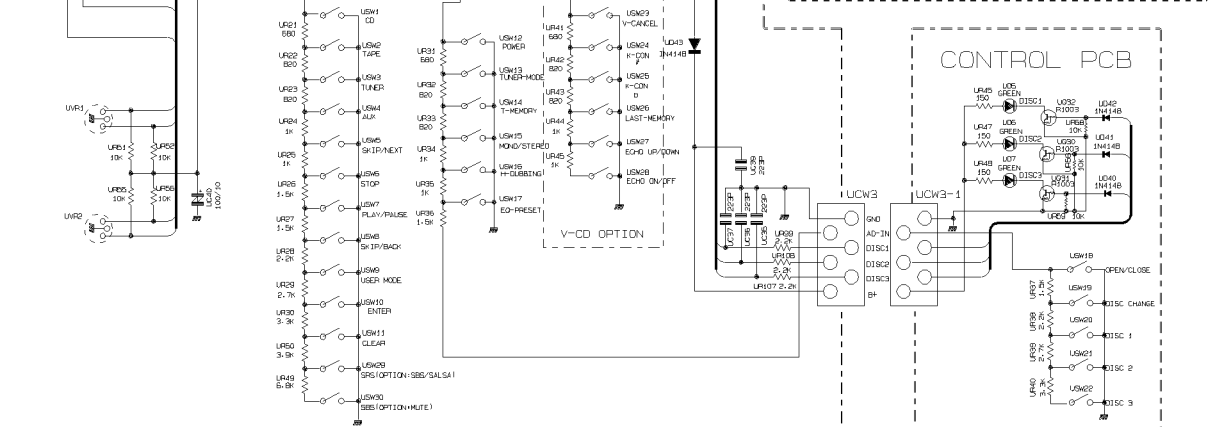 USW1
CD
UR21
680
USW2
TAPE
UR22
820
USW3
TUNER
UR23
820
USW4
AUX
UR24
1K
USW5
SKIP/NEXT
UR25
1K
USW6
STOP
UR26
1.5K
USW7
PLAY/PAUSE
UR27
1.5K
USW8
SKIP/BACK
UR28
2.2K
USW9
USER MODE
UR29
2.7K
USW10
ENTER
UR30
3.3K
USW11
CLEAR
UR50
3.9K
USW29
SRS(OPTION:SBS/SALSA)
UR49
6.8K
USW30
SBS(OPTION:MUTE)
UVR1
UR51
10K
UR52
10K
UR55
10K
UR56
10K
UVR2
UC40
100/10
USW12
POWER
UR31
680
USW13
TUNER-MODE
UR32
820
USW14
T-MEMORY
UR33
820
USW15
MONO/STEREO
UR34
1K
USW16
H-DUBBING
UR35
1K
USW17
EQ-PRESET
UR36
1.5K
USW23
V-CANCEL
UR41
680
USW24
K-CON
UR42
820
USW25
K-CON
UR43
820
USW26
LAST-MEMORY
UR44
1K
USW27
ECHO UP/DOWN
UR45
1K
USW28
ECHO ON/OFF
V-CD OPTION
UD43
1N4148
UC39
223P
223P
223P
223P
UC37
UC36
UC35
UR99
2.2K
UR108
2.2K
UR107 2.2K
UCW3
GND
AD-IN
DISC1
DISC2
DISC3
B+
UCW3-1
CONTROL PCB
UR45
150
UD5
GREEN
DISC1
UQ32
R1003
UD42
1N4148
UR58
10K
UR47
150
UD6
GREEN
DISC2
UQ30
R1003
UD41
1N4148
10K
UR48
150
UD7
GREEN
DISC3
UQ31
R1003
UD40
1N4148
UR59 10K
USW18
OPEN/CLOSE
UR37
1.5K
USW19
DISC CHANGE
UR38
2.2K
USW20
DISC 1
UR39
2.7K
USW21
DISC 2
UR40
3.3K
USW22
DISC 3